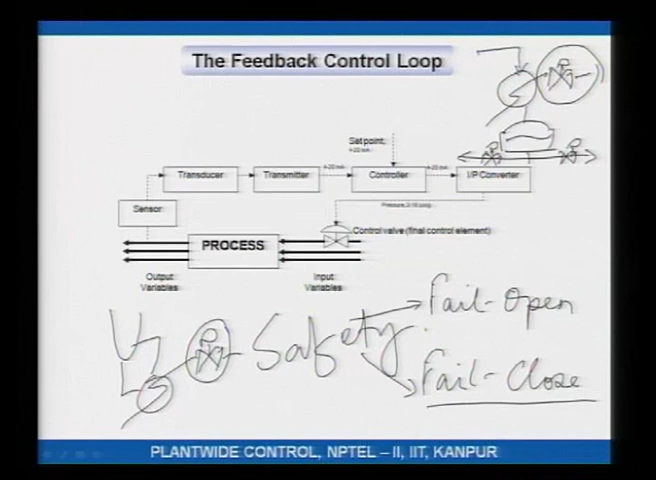 The Feedback Control Loop
Set point,
4-20 mA
Transducer
Transmitter
4-20 mA
Controller
4-20 mA
I/P Converter
Sensor
Pressure, 3-15 psig
Control valve (final control element)
PROCESS
Output
Variables
Input
Variables
Fail-Open
Safety
Fail-Close
PLANTWIDE CONTROL, NPTEL – II, IIT, KANPUR